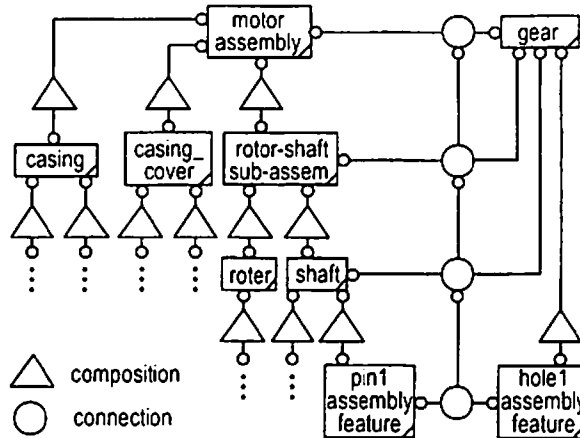 motor
assembly
gear
casing
casing_
cover
rotor-shaft
sub-assem
roter
shaft
composition
connection
pin1
assembly
feature
hole1
assembly
feature